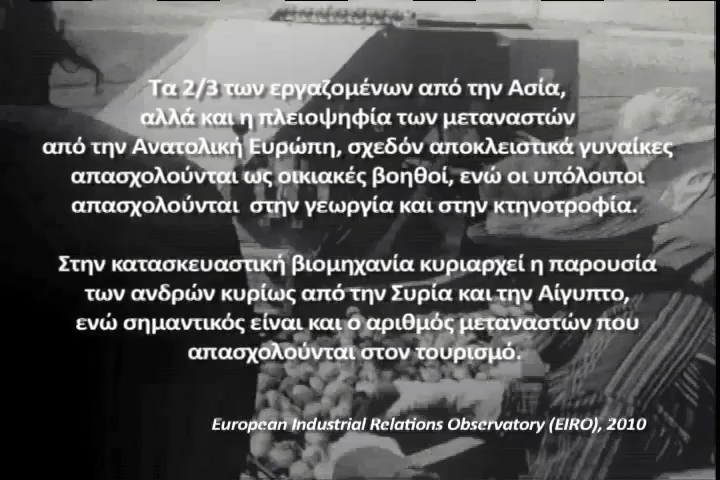 Τα 2/3 των εργαζομένων από την Ασία,
αλλά και η πλειοψηφία των μεταναστών
από την Ανατολική Ευρώπη, σχεδόν αποκλειστικά γυναίκες
απασχολούνται ως οικιακές βοηθοί, ενώ οι υπόλοιποι
απασχολούνται στην γεωργία και στην κτηνοτροφία.
Στην κατασκευαστική βιομηχανία κυριαρχεί η παρουσία
των ανδρών κυρίως από την Συρία και την Αίγυπτο,
ενώ σημαντικός είναι και ο αριθμός μεταναστών που
απασχολούνται στον τουρισμό.
European Industrial Relations Observatory (EIRO), 2010